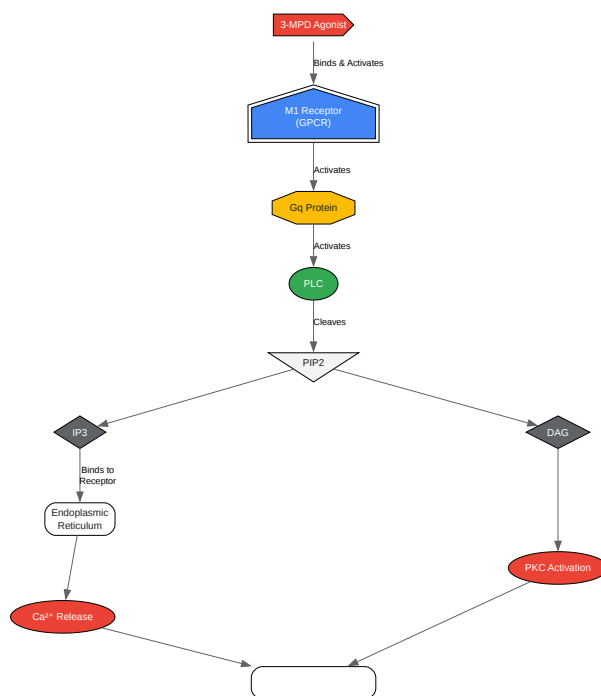 3-MPD Agonist
Binds & Activates
M1 Receptor
(GPCR)
Activates
Gq Protein
Activates
PLC
Cleaves
PIP2
IP3
DAG
Binds to
Receptor
Endoplasmic
Reticulum
PKC Activation
Ca²⁺ Release